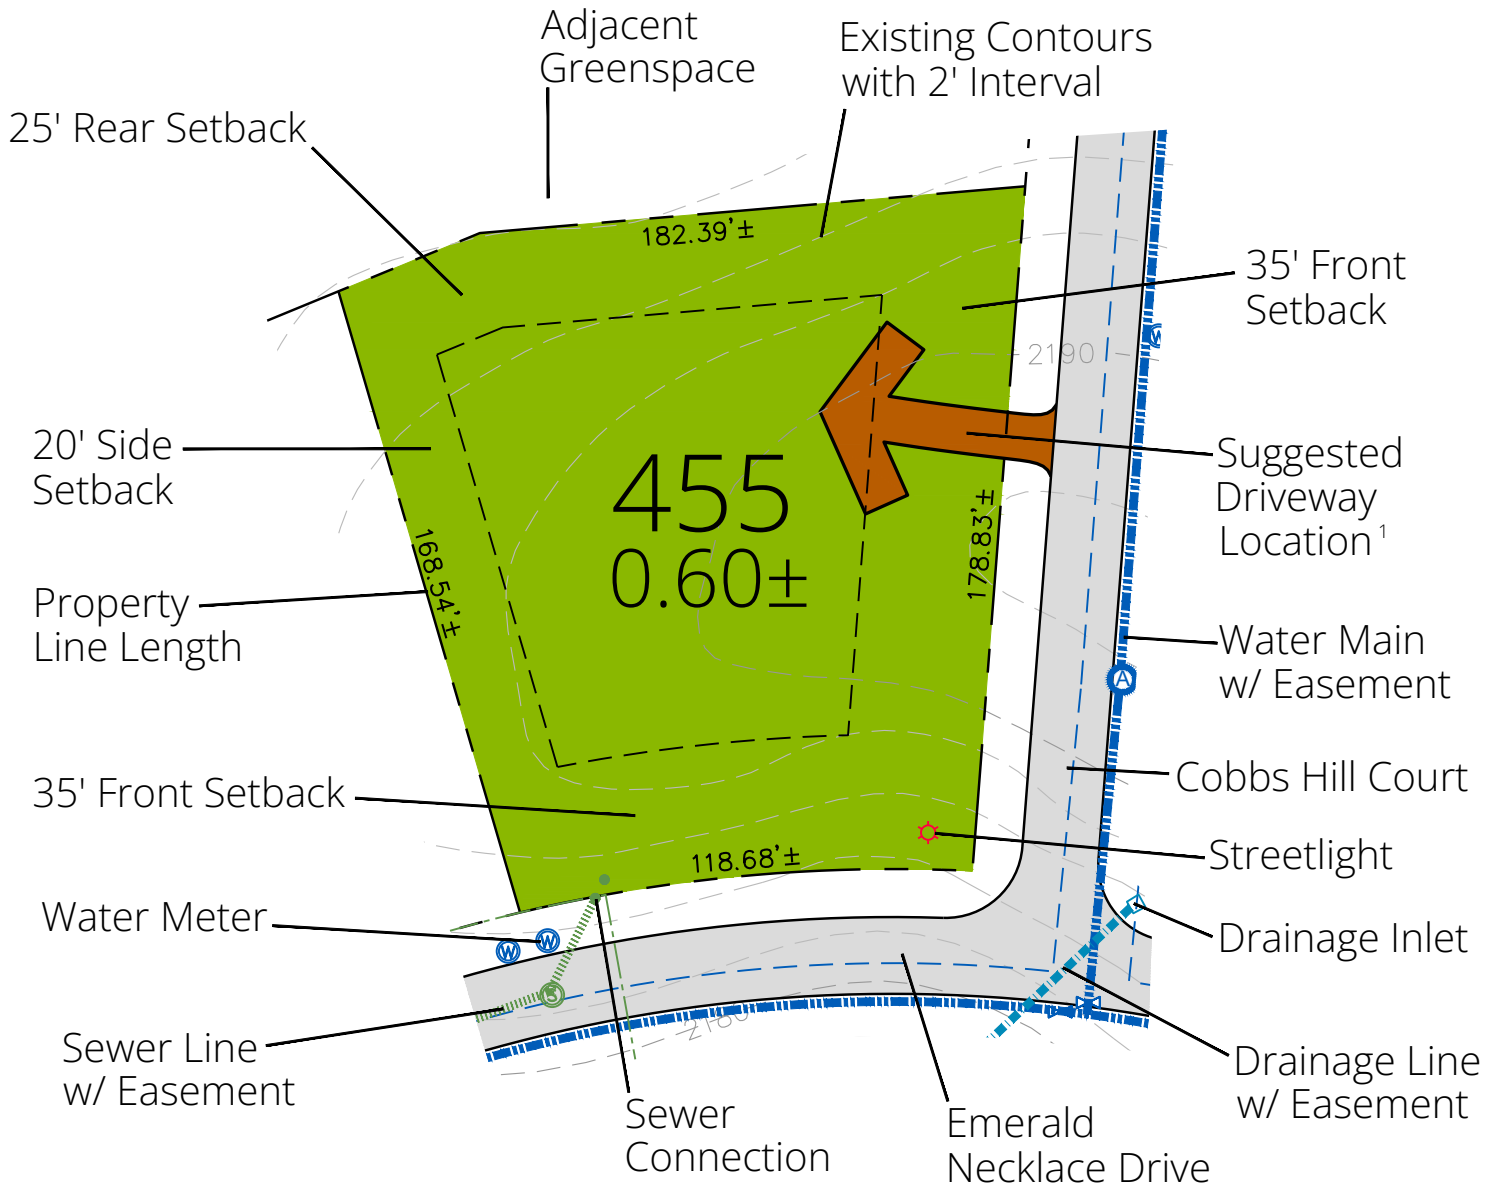 Adjacent
Greenspace
Existing Contours
with 2' Interval
25' Rear Setback
182.39'±
35' Front
Setback
2190
20' Side
Setback
455
0.60±
Suggested
Driveway
Location 1
168.54'±
178.83'±
Property
Line Length
Water Main
w/ Easement
A
W
35' Front Setback
Cobbs Hill Court
118.68'±
Streetlight
Water Meter
W
W
Drainage Inlet
S
2180
Sewer Line
w/ Easement
Drainage Line
w/ Easement
Sewer
Connection
Emerald
Necklace Drive